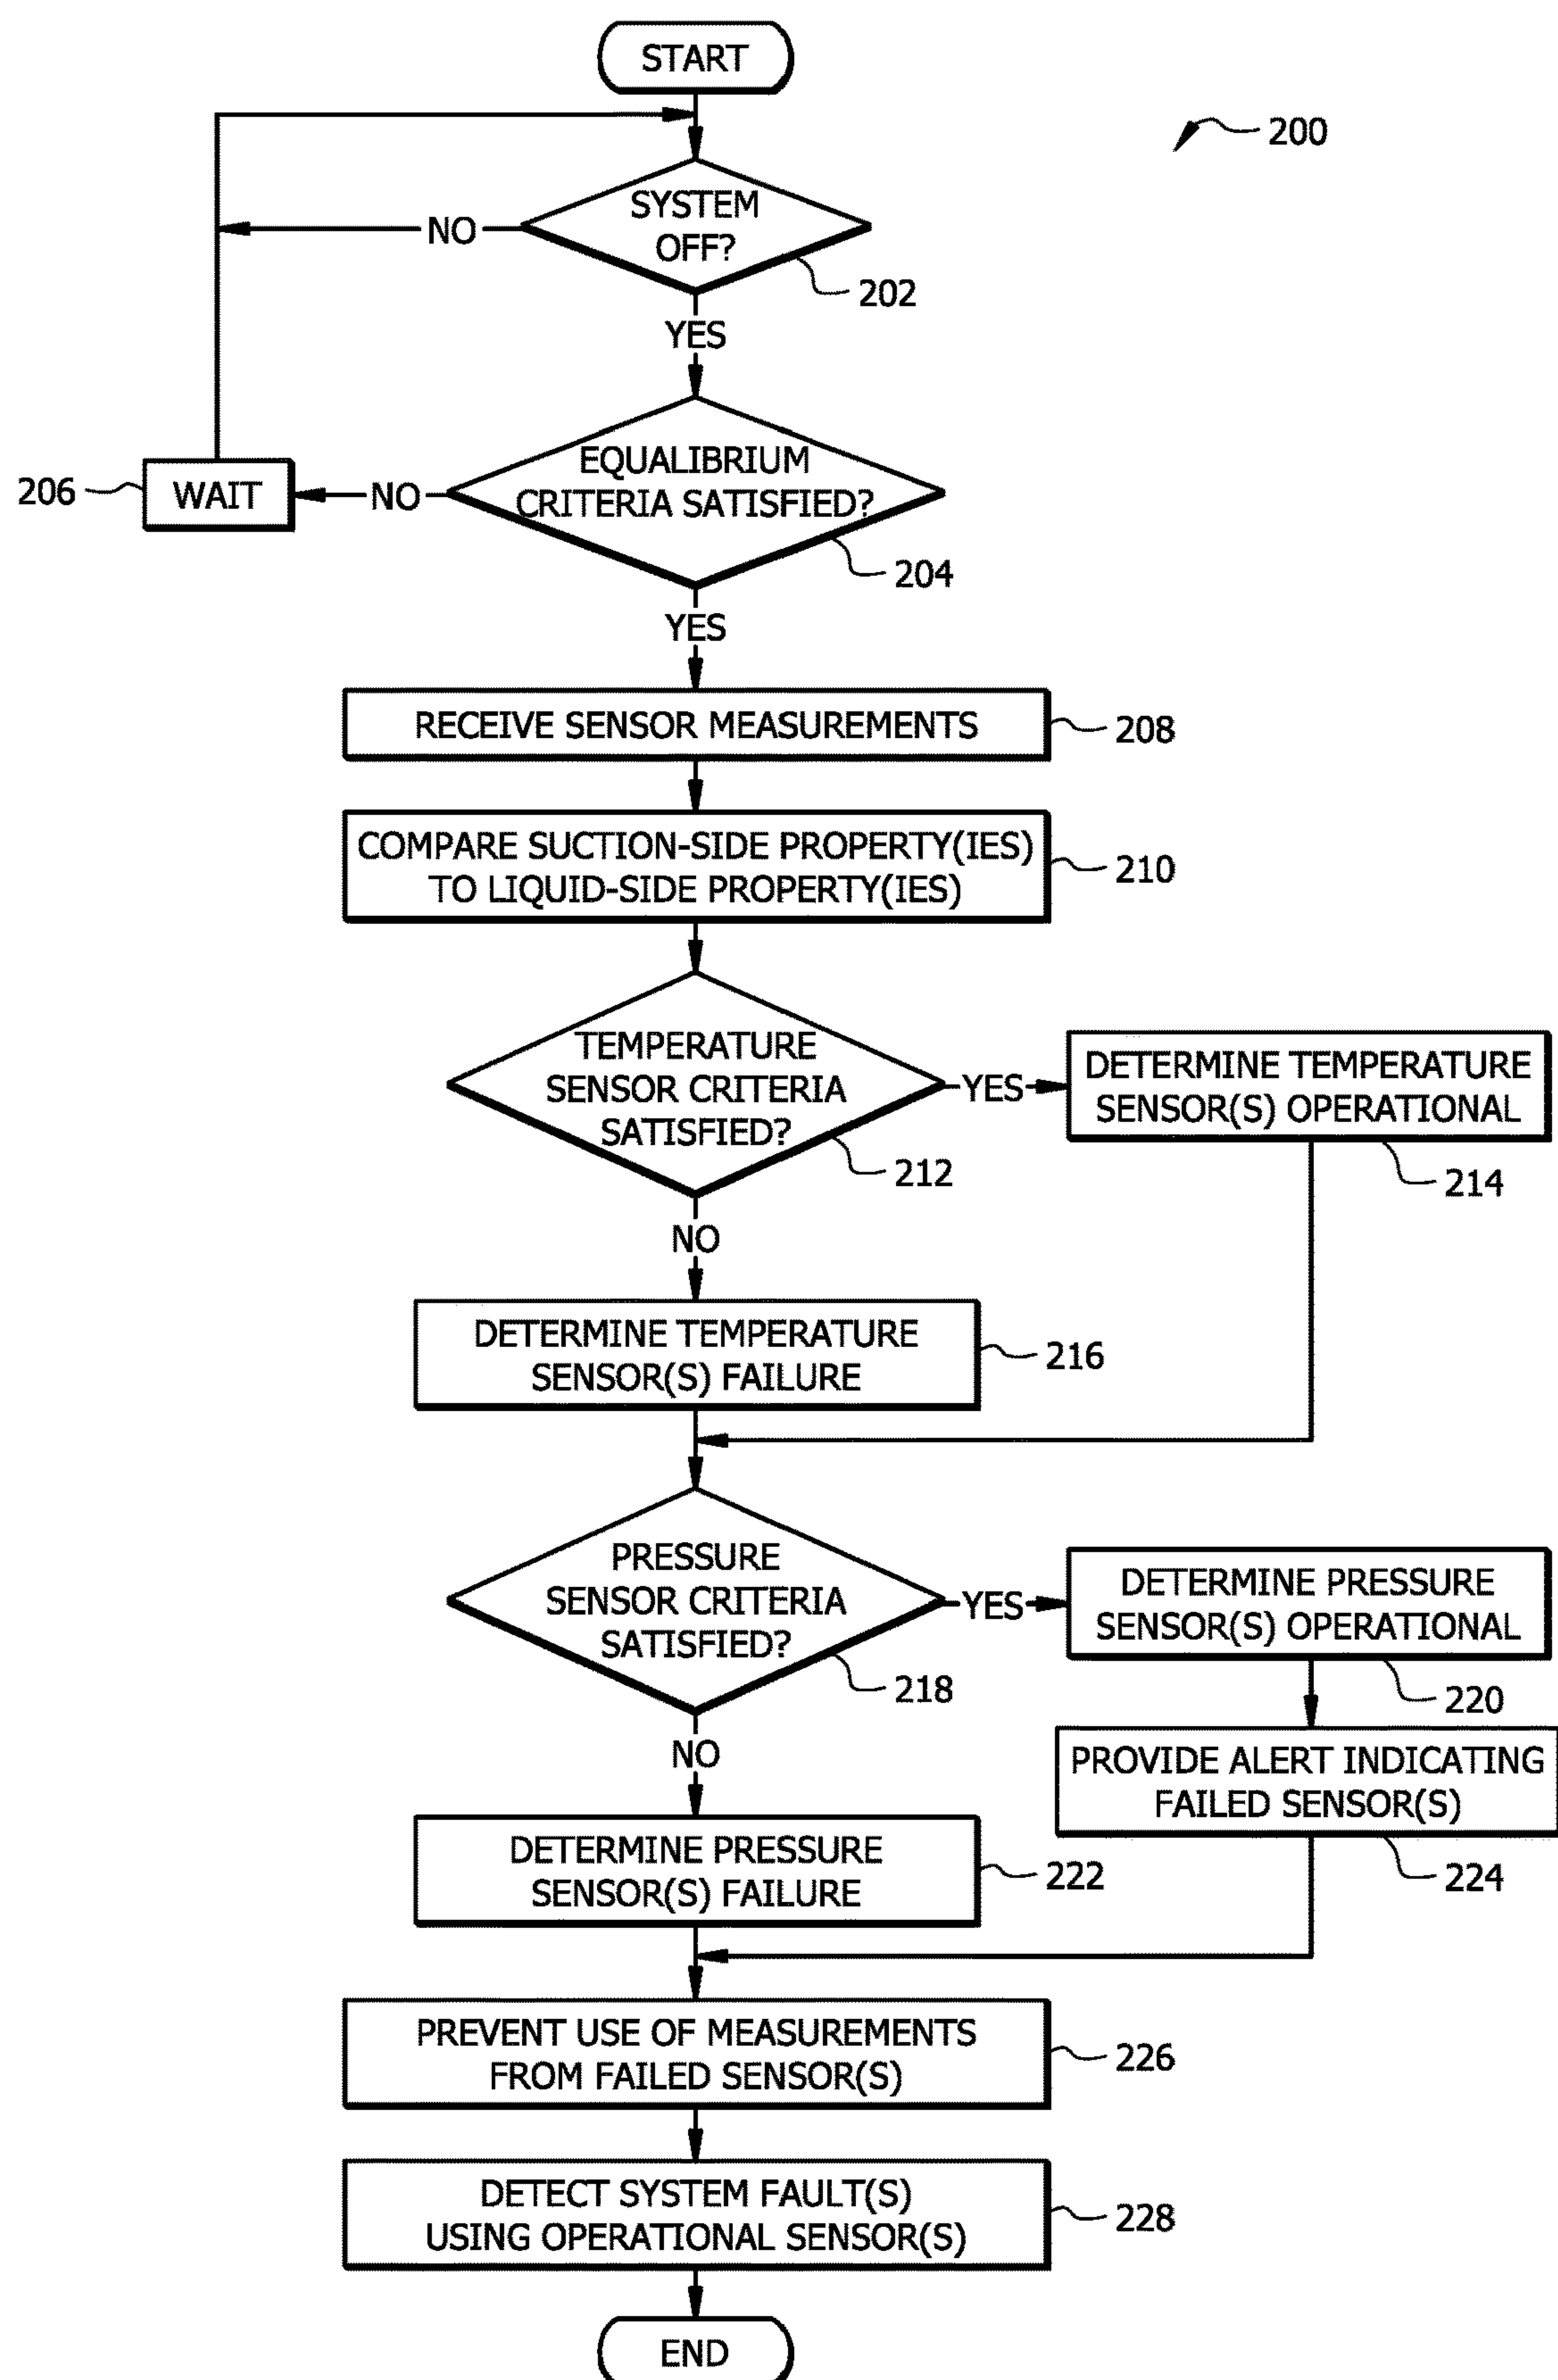 START
200
SYSTEM
OFF?
NO
202
YES
EQUALIBRIUM
CRITERIA SATISFIED?
206
WAIT
NO
204
YES
RECEIVE SENSOR MEASUREMENTS
208
COMPARE SUCTION-SIDE PROPERTY(IES)
TO LIQUID-SIDE PROPERTY(IES)
210
TEMPERATURE
SENSOR CRITERIA
SATISFIED?
YES
DETERMINE TEMPERATURE
SENSOR(S) OPERATIONAL
212
214
NO
DETERMINE TEMPERATURE
SENSOR(S) FAILURE
216
PRESSURE
SENSOR CRITERIA
SATISFIED?
YES
DETERMINE PRESSURE
SENSOR(S) OPERATIONAL
218
220
NO
PROVIDE ALERT INDICATING
FAILED SENSOR(S)
224
DETERMINE PRESSURE
SENSOR(S) FAILURE
222
PREVENT USE OF MEASUREMENTS
FROM FAILED SENSOR(S)
226
DETECT SYSTEM FAULT(S)
USING OPERATIONAL SENSOR(S)
228
END